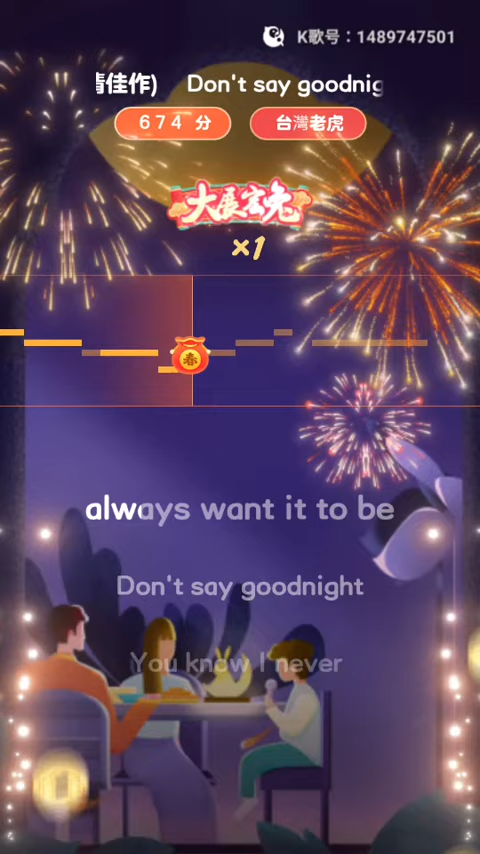 K歌号：1489747501
情佳作)    Don't say goodnig
674 分    台灣老虎
大展宏兔
×1
春
always want it to be
Don't say goodnight
You know I never